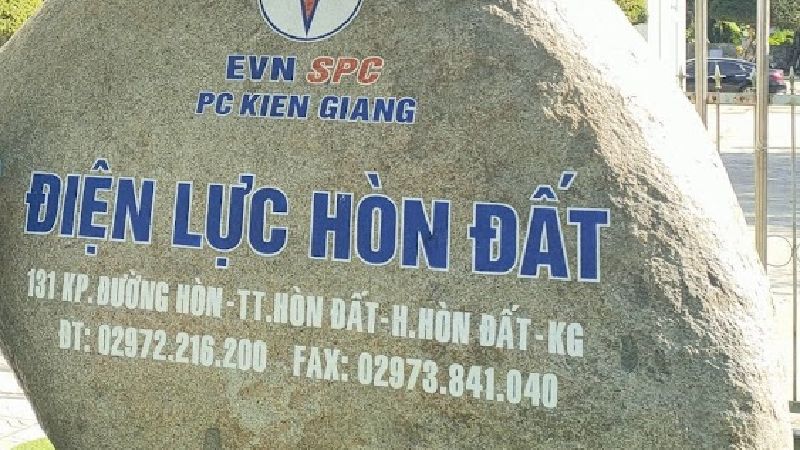 EVN SPC
PC KIEN GIANG
ĐIỆN LỰC HÒN ĐẤT
131 KP.ĐƯỜNG HÒN-TT.HÒN ĐẤT-H.HÒN ĐẤT-KG
ĐT: 02972.216.200 FAX: 02973.841.040